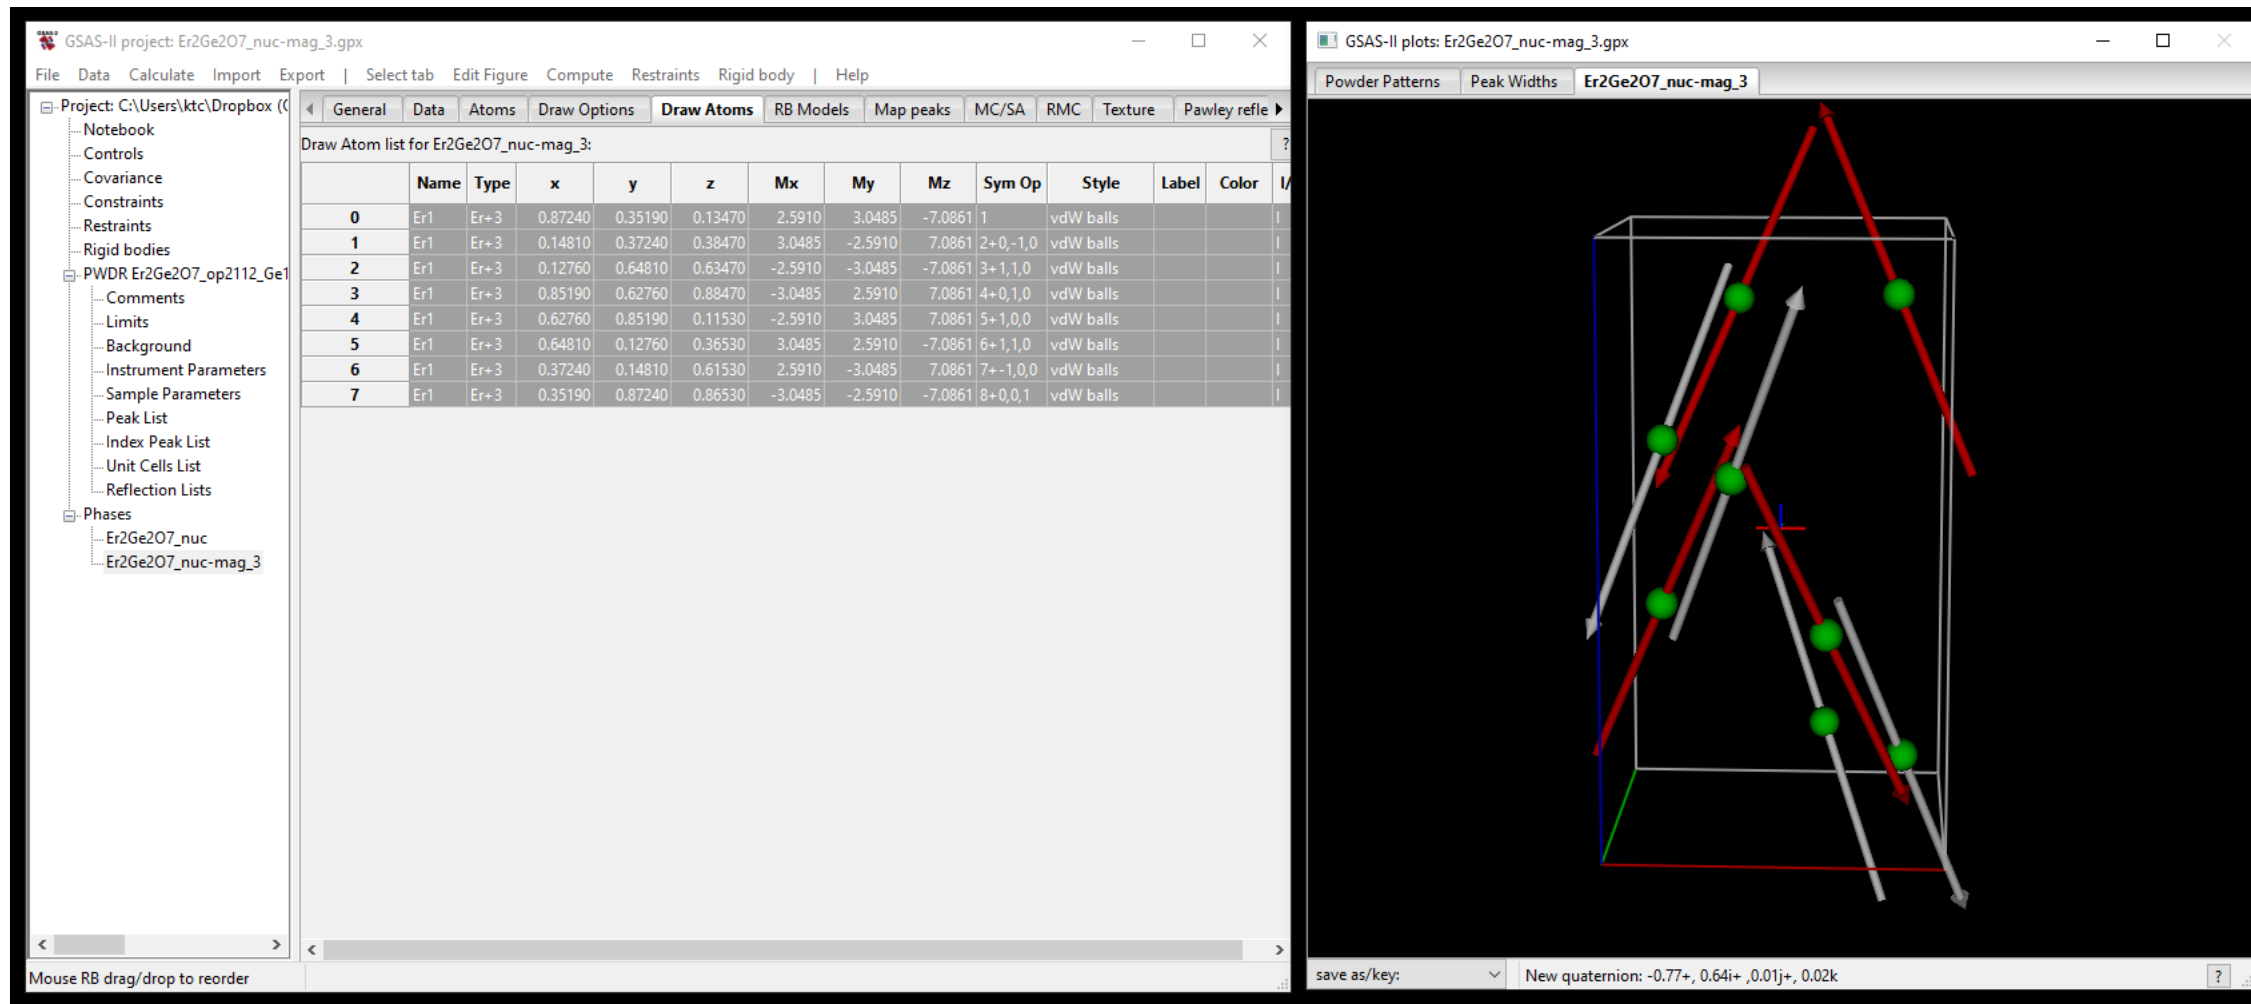 GSAS-II project: Er2Ge2O7_nuc-mag_3.gpx
File Data Calculate Import Export | Select tab Edit Figure Compute Restraints Rigid body | Help
Project: C:\Users\ktc\Dropbox ((
Notebook
Controls
Covariance
Constraints
Restraints
Rigid bodies
PWDR Er2Ge2O7_op2112_Ge1
Comments
Limits
Background
Instrument Parameters
Sample Parameters
Peak List
Index Peak List
Unit Cells List
Reflection Lists
Phases
Er2Ge2O7_nuc
Er2Ge2O7_nuc-mag_3
General Data Atoms Draw Options Draw Atoms RB Models Map peaks MC/SA RMC Texture Pawley refle
Draw Atom list for Er2Ge2O7_nuc-mag_3: ?
Name Type x y z Mx My Mz Sym Op Style Label Color I/
0 Er1 Er+3 0.87240 0.35190 0.13470 2.5910 3.0485 -7.0861 1 vdW balls I
1 Er1 Er+3 0.14810 0.37240 0.38470 3.0485 -2.5910 7.0861 2+0,-1,0 vdW balls I
2 Er1 Er+3 0.12760 0.64810 0.63470 -2.5910 -3.0485 -7.0861 3+1,1,0 vdW balls I
3 Er1 Er+3 0.85190 0.62760 0.88470 -3.0485 2.5910 7.0861 4+0,1,0 vdW balls I
4 Er1 Er+3 0.62760 0.85190 0.11530 -2.5910 3.0485 7.0861 5+1,0,0 vdW balls I
5 Er1 Er+3 0.64810 0.12760 0.36530 3.0485 2.5910 -7.0861 6+1,1,0 vdW balls I
6 Er1 Er+3 0.37240 0.14810 0.61530 2.5910 -3.0485 7.0861 7+-1,0,0 vdW balls I
7 Er1 Er+3 0.35190 0.87240 0.86530 -3.0485 -2.5910 -7.0861 8+0,0,1 vdW balls I
Mouse RB drag/drop to reorder
GSAS-II plots: Er2Ge2O7_nuc-mag_3.gpx
Powder Patterns Peak Widths Er2Ge2O7_nuc-mag_3
save as/key: New quaternion: -0.77+, 0.64i+ ,0.01j+, 0.02k ?